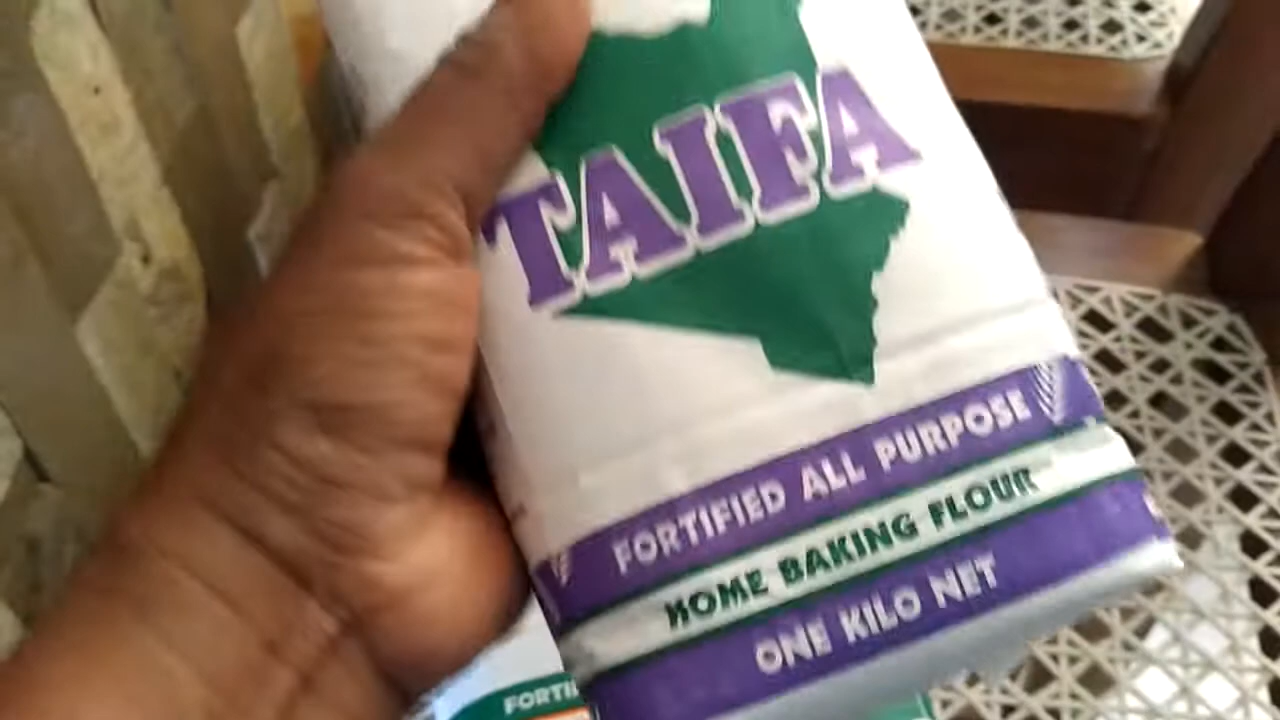 TAIFA
FORTIFIED ALL PURPOSE
HOME BAKING FLOUR
ONE KILO NET